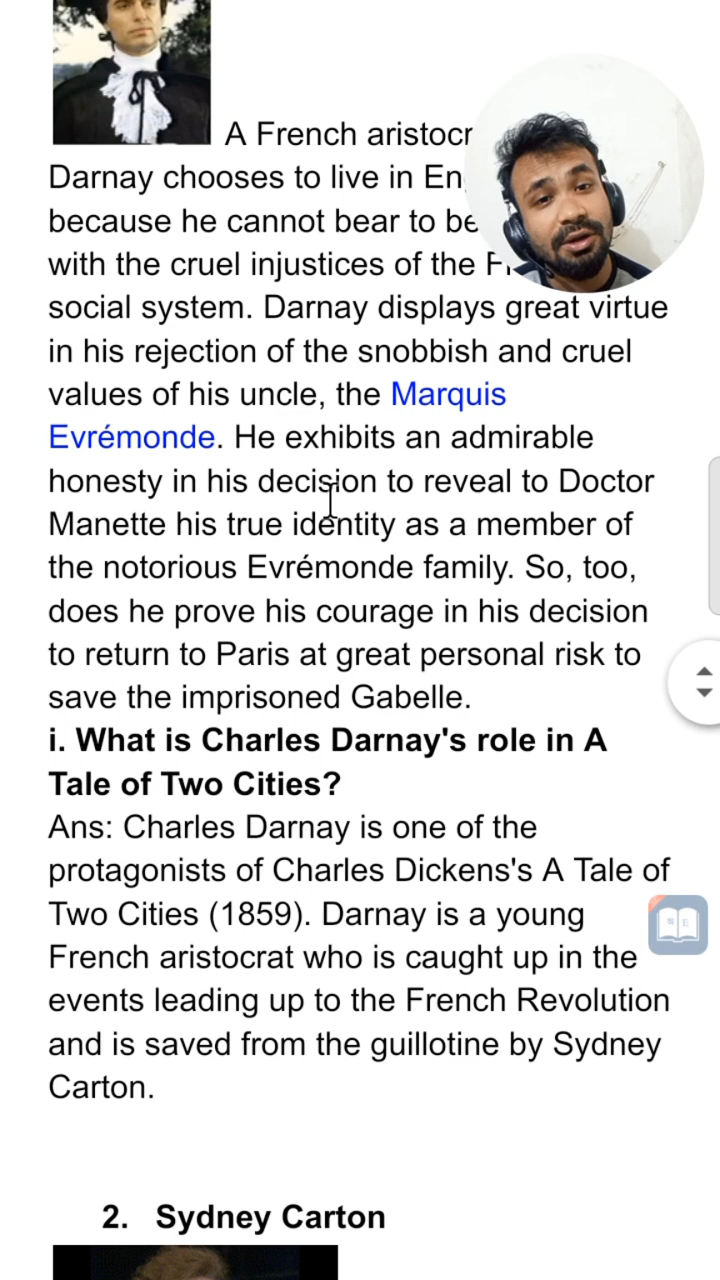 A French aristocr
Darnay chooses to live in En
because he cannot bear to be
with the cruel injustices of the Fr
social system. Darnay displays great virtue
in his rejection of the snobbish and cruel
values of his uncle, the Marquis
Evrémonde. He exhibits an admirable
honesty in his decision to reveal to Doctor
Manette his true identity as a member of
the notorious Evrémonde family. So, too,
does he prove his courage in his decision
to return to Paris at great personal risk to
save the imprisoned Gabelle.
i. What is Charles Darnay's role in A
Tale of Two Cities?
Ans: Charles Darnay is one of the
protagonists of Charles Dickens's A Tale of
Two Cities (1859). Darnay is a young
French aristocrat who is caught up in the
events leading up to the French Revolution
and is saved from the guillotine by Sydney
Carton.
2. Sydney Carton